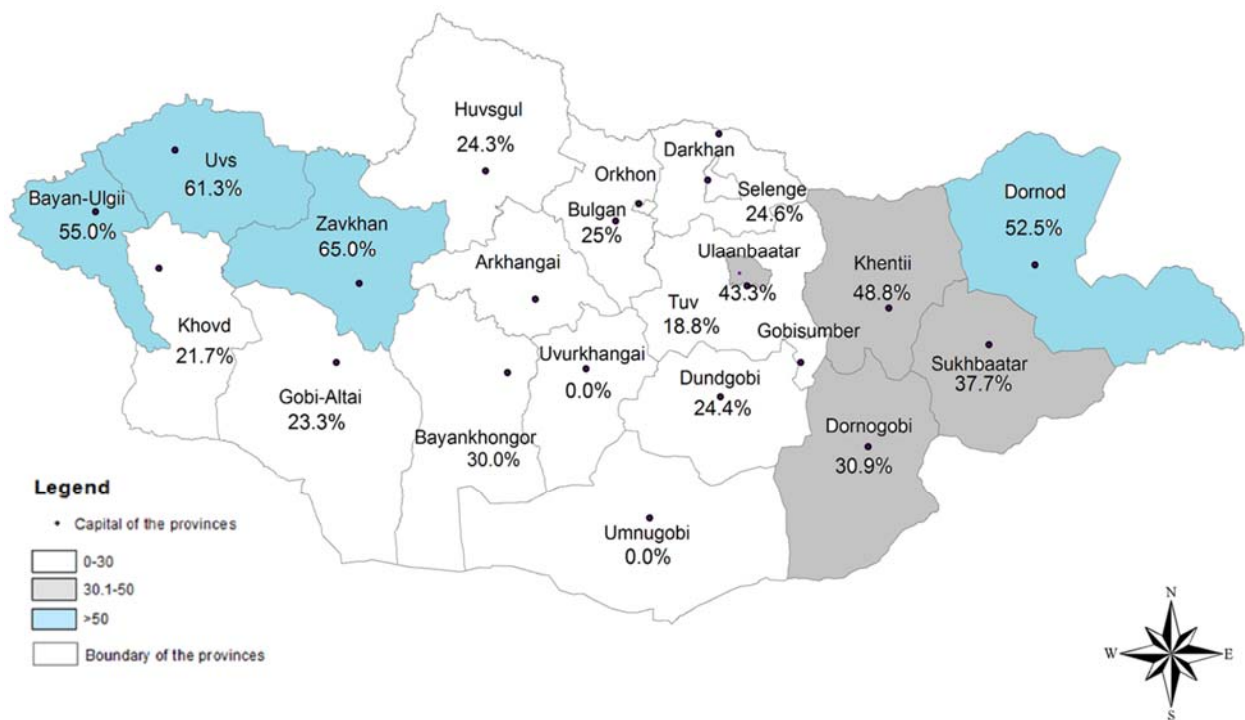 Huvsgul
24.3%
Uvs
61.3%
Bayan-Ulgii
55.0%
Zavkhan
65.0%
Khovd
21.7%
Gobi-Altai
23.3%
Arkhangai
Orkhon
Bulgan
25%
Darkhan
Selenge
24.6%
Ulaanbaatar
43.3%
Tuv
18.8%
Gobisumber
Uvurkhangai
0.0%
Bayankhongor
30.0%
Dundgobi
24.4%
Umnugobi
0.0%
Khentii
48.8%
Dornod
52.5%
Sukhbaatar
37.7%
Dornogobi
30.9%
Legend
Capital of the provinces
0-30
30.1-50
>50
Boundary of the provinces
N
W
E
S